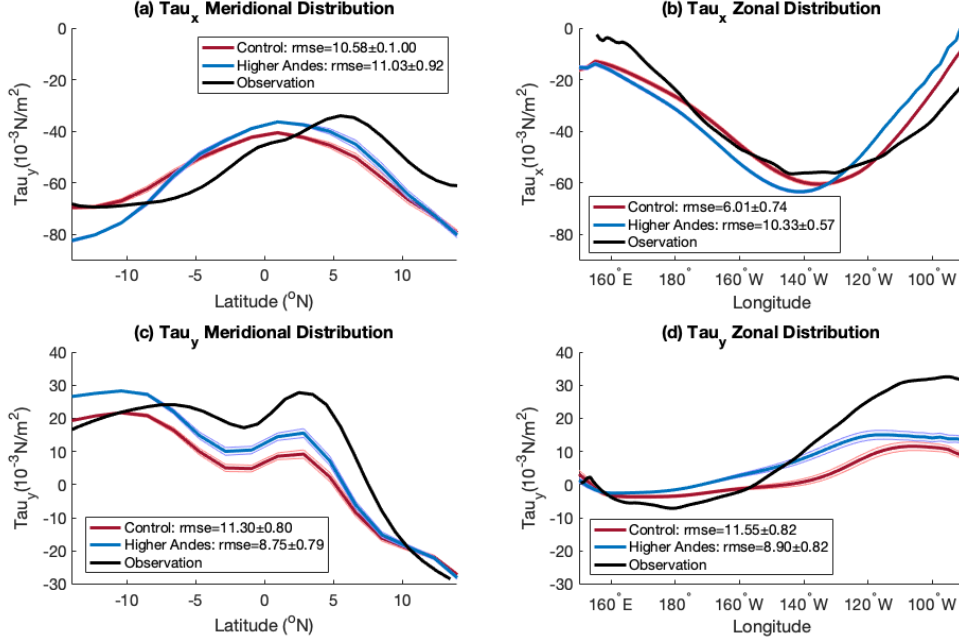 (a) Tau_x Meridional Distribution
0
-20
-40
-60
-80
Tau_y(10^-3N/m^2)
Control: rmse=10.58±0.1.00
Higher Andes: rmse=11.03±0.92
Observation
-10
-5
0
5
10
Latitude (^oN)
(b) Tau_x Zonal Distribution
0
-20
-40
-60
-80
Tau_x(10^-3N/m^2)
Control: rmse=6.01±0.74
Higher Andes: rmse=10.33±0.57
Oservation
160°E
180°
160°W
140°W
120°W
100°W
Longitude
(c) Tau_y Meridional Distribution
40
30
20
10
0
-10
-20
-30
Tau_y(10^-3N/m^2)
Control: rmse=11.30±0.80
Higher Andes: rmse=8.75±0.79
Observation
-10
-5
0
5
10
Latitude (^oN)
(d) Tau_y Zonal Distribution
40
30
20
10
0
-10
-20
-30
Tau_y(10^-3N/m^2)
Control: rmse=11.55±0.82
Higher Andes: rmse=8.90±0.82
Observation
160°E
180°
160°W
140°W
120°W
100°W
Longitude